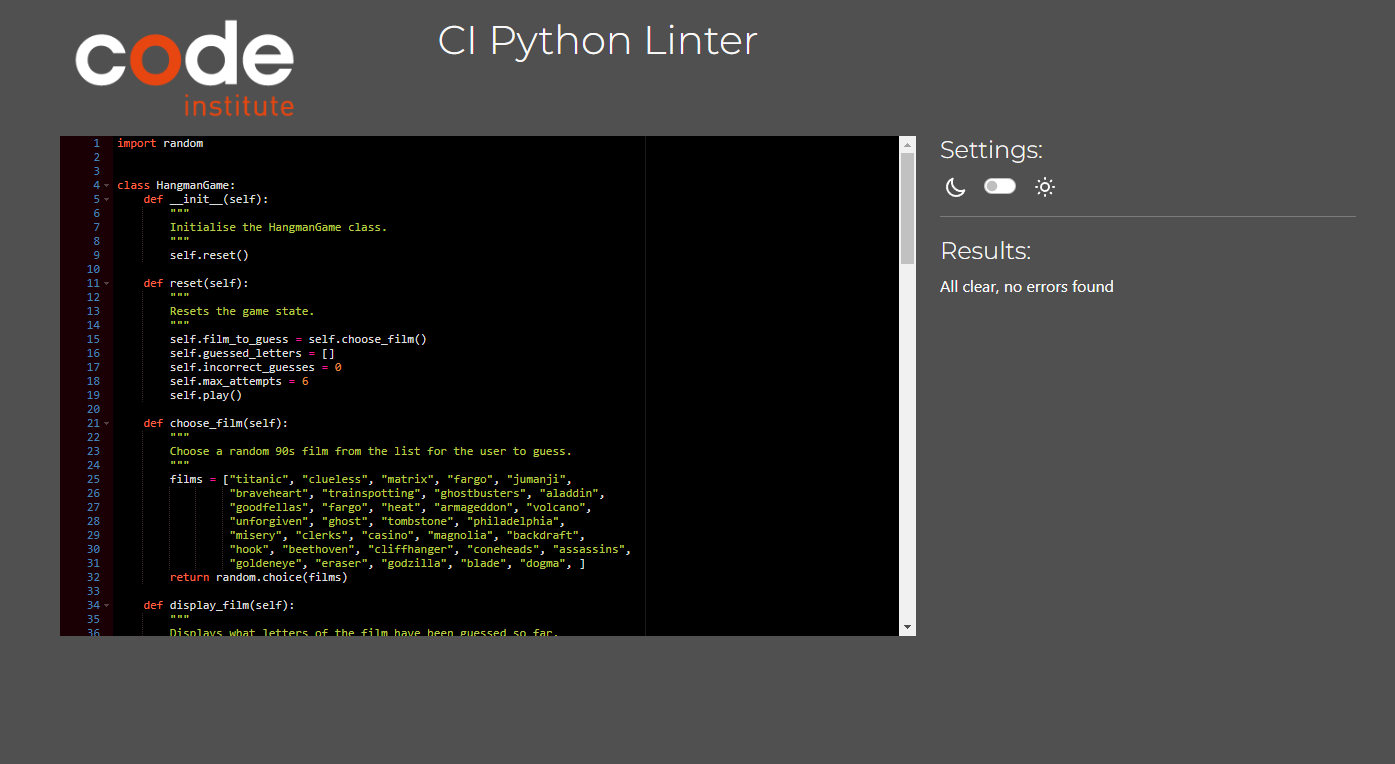 code
institute
CI Python Linter
1 import random
2
3
4 class HangmanGame:
5     def __init__(self):
6         """
7         Initialise the HangmanGame class.
8         """
9         self.reset()
10
11     def reset(self):
12         """
13         Resets the game state.
14         """
15         self.film_to_guess = self.choose_film()
16         self.guessed_letters = []
17         self.incorrect_guesses = 0
18         self.max_attempts = 6
19         self.play()
20
21     def choose_film(self):
22         """
23         Choose a random 90s film from the list for the user to guess.
24         """
25         films = ["titanic", "clueless", "matrix", "fargo", "jumanji",
26                  "braveheart", "trainspotting", "ghostbusters", "aladdin",
27                  "goodfellas", "fargo", "heat", "armageddon", "volcano",
28                  "unforgiven", "ghost", "tombstone", "philadelphia",
29                  "misery", "clerks", "casino", "magnolia", "backdraft",
30                  "hook", "beethoven", "cliffhanger", "coneheads", "assassins",
31                  "goldeneye", "eraser", "godzilla", "blade", "dogma", ]
32         return random.choice(films)
33
34     def display_film(self):
35         """
36         Displays what letters of the film have been guessed so far.
Settings:
Results:
All clear, no errors found